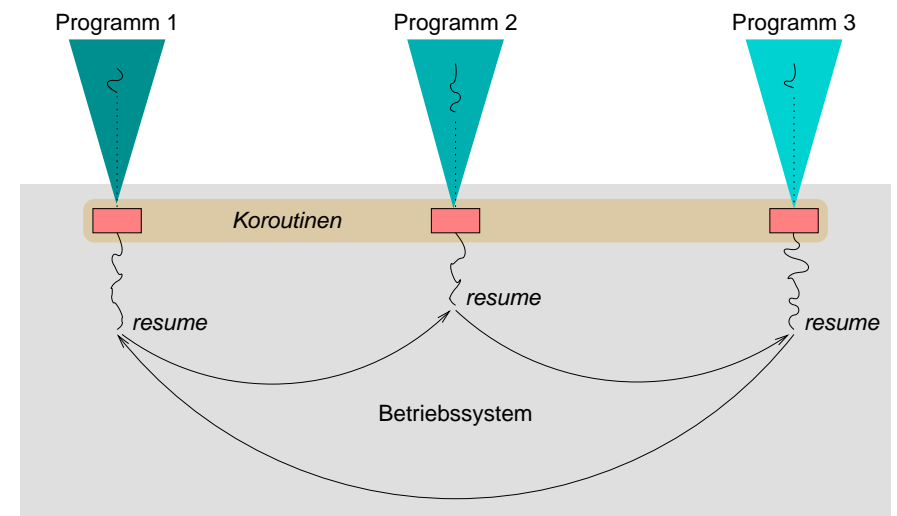 Programm 1
Programm 2
Programm 3
Koroutinen
resume
resume
resume
Betriebssystem